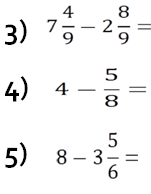 3) 7 4/9 − 2 8/9 =
4) 4 − 5/8 =
5) 8 − 3 5/6 =